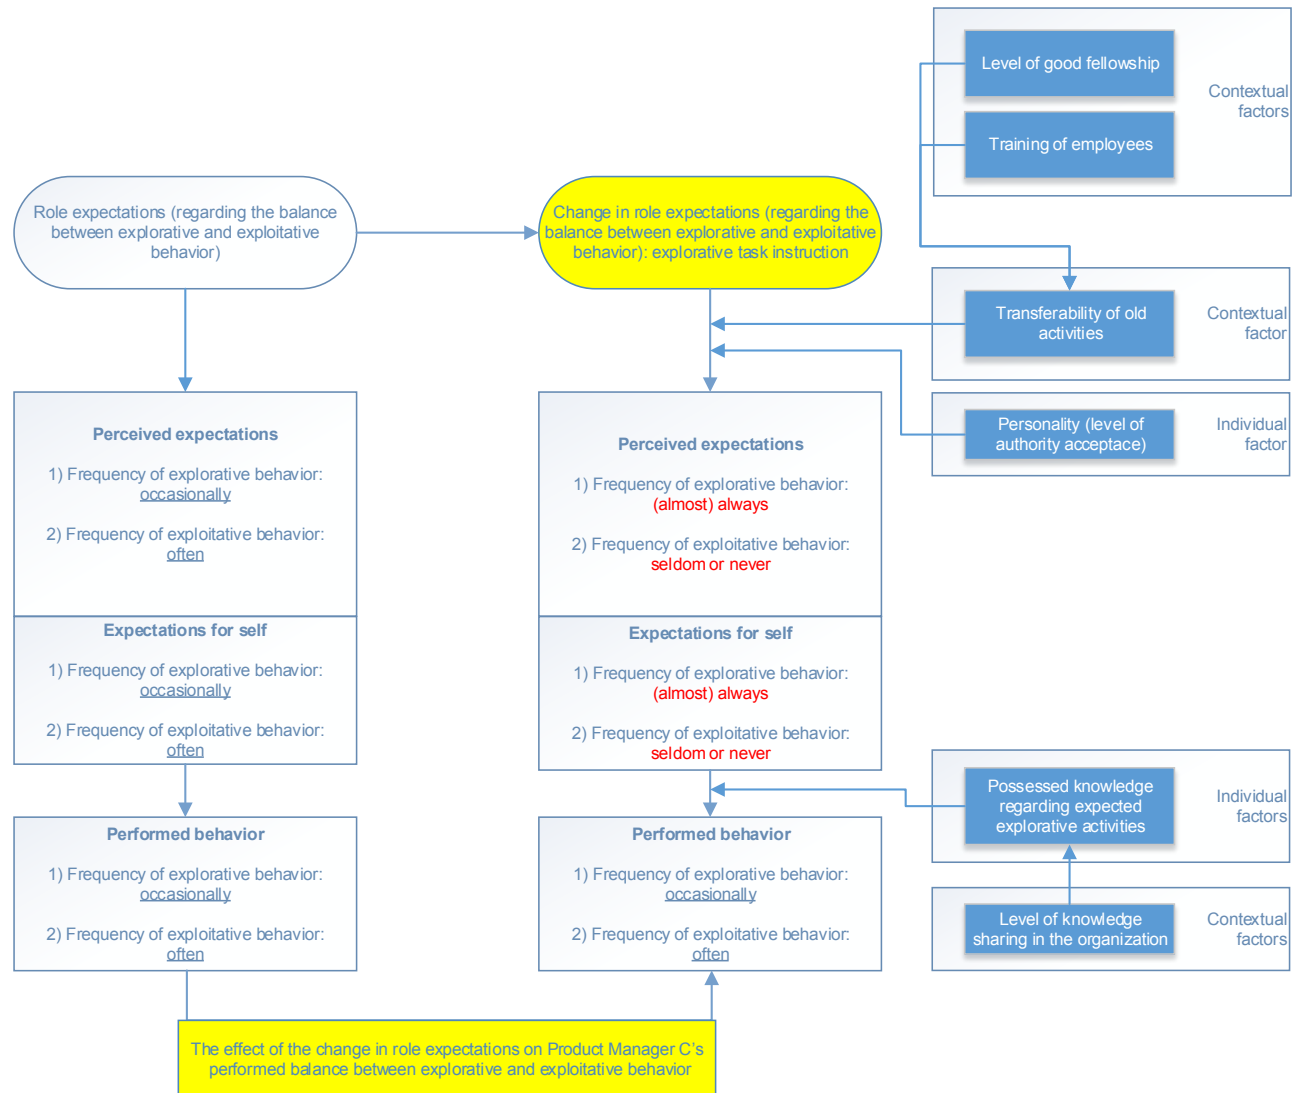 Level of good fellowship
Contextual
factors
Training of employees
Role expectations (regarding the balance
between explorative and exploitative
behavior)
Change in role expectations (regarding the
balance between explorative and exploitative
behavior): explorative task instruction
Transferability of old
activities
Contextual
factor
Personality (level of
authority acceptace)
Individual
factor
Perceived expectations
1) Frequency of explorative behavior:
occasionally
2) Frequency of exploitative behavior:
often
Perceived expectations
1) Frequency of explorative behavior:
(almost) always
2) Frequency of exploitative behavior:
seldom or never
Expectations for self
1) Frequency of explorative behavior:
occasionally
2) Frequency of exploitative behavior:
often
Expectations for self
1) Frequency of explorative behavior:
(almost) always
2) Frequency of exploitative behavior:
seldom or never
Possessed knowledge
regarding expected
explorative activities
Individual
factors
Performed behavior
1) Frequency of explorative behavior:
occasionally
2) Frequency of exploitative behavior:
often
Performed behavior
1) Frequency of explorative behavior:
occasionally
2) Frequency of exploitative behavior:
often
Level of knowledge
sharing in the organization
Contextual
factors
The effect of the change in role expectations on Product Manager C's
performed balance between explorative and exploitative behavior